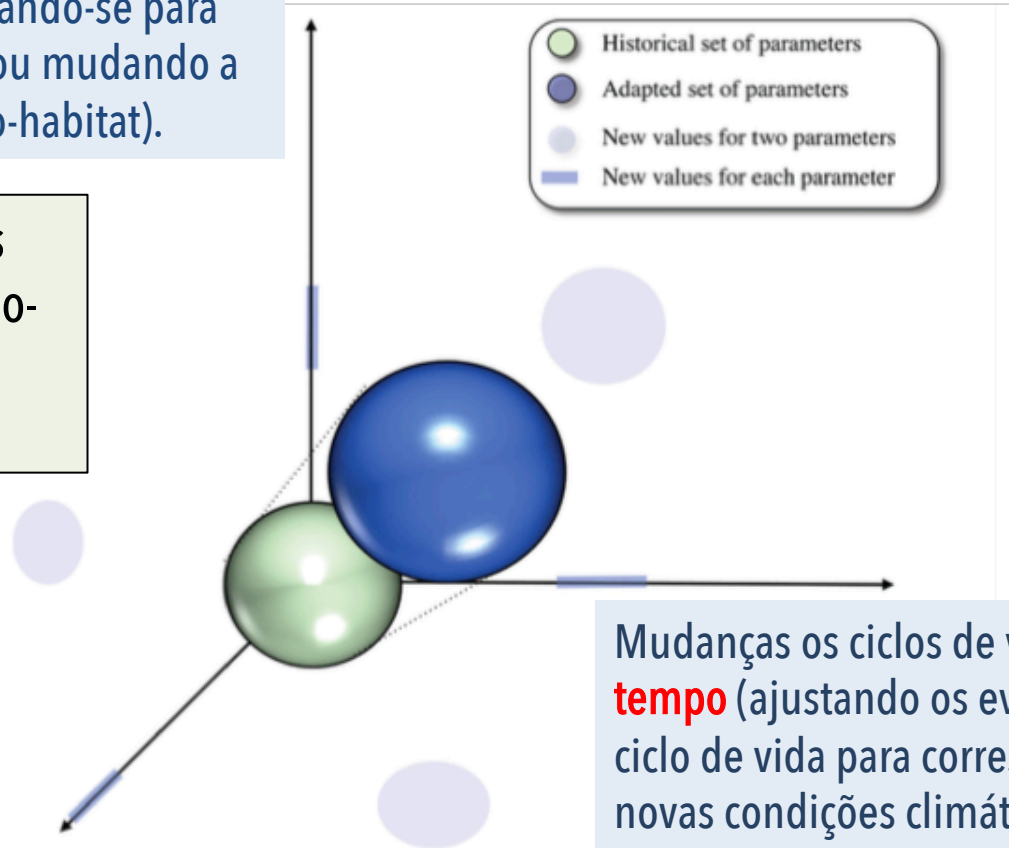 ndo-se para
ou mudando a
o-habitat).
Historical set of parameters
Adapted set of parameters
New values for two parameters
New values for each parameter
s
o-
Mudanças os ciclos de
tempo (ajustando os ev
ciclo de vida para corre
novas condições climát